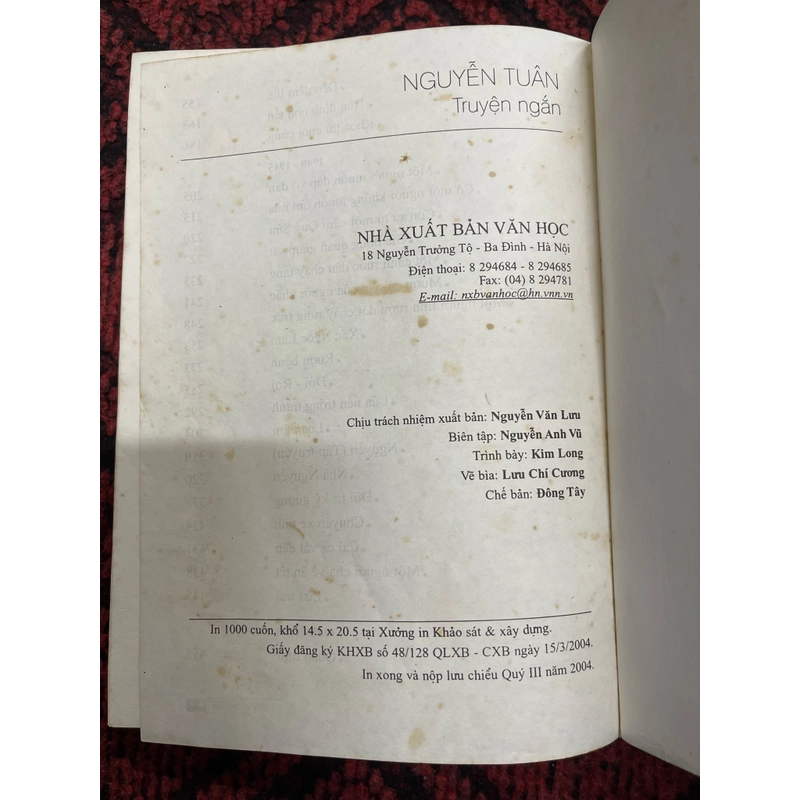 NGUYỄN TUÂN
Truyện ngắn
NHÀ XUẤT BẢN VĂN HỌC
18 Nguyễn Trường Tộ - Ba Đình - Hà Nội
Điện thoại: 8 294684 - 8 294685
Fax: (04) 8 294781
E-mail: nxbvanhoc@hn.vnn.vn
Chịu trách nhiệm xuất bản: Nguyễn Văn Lưu
Biên tập: Nguyễn Anh Vũ
Trình bày: Kim Long
Vẽ bìa: Lưu Chí Cương
Chế bản: Đông Tây
In 1000 cuốn, khổ 14.5 x 20.5 tại Xưởng in Khảo sát & xây dựng.
Giấy đăng ký KHXB số 48/128 QLXB - CXB ngày 15/3/2004.
In xong và nộp lưu chiểu Quý III năm 2004.